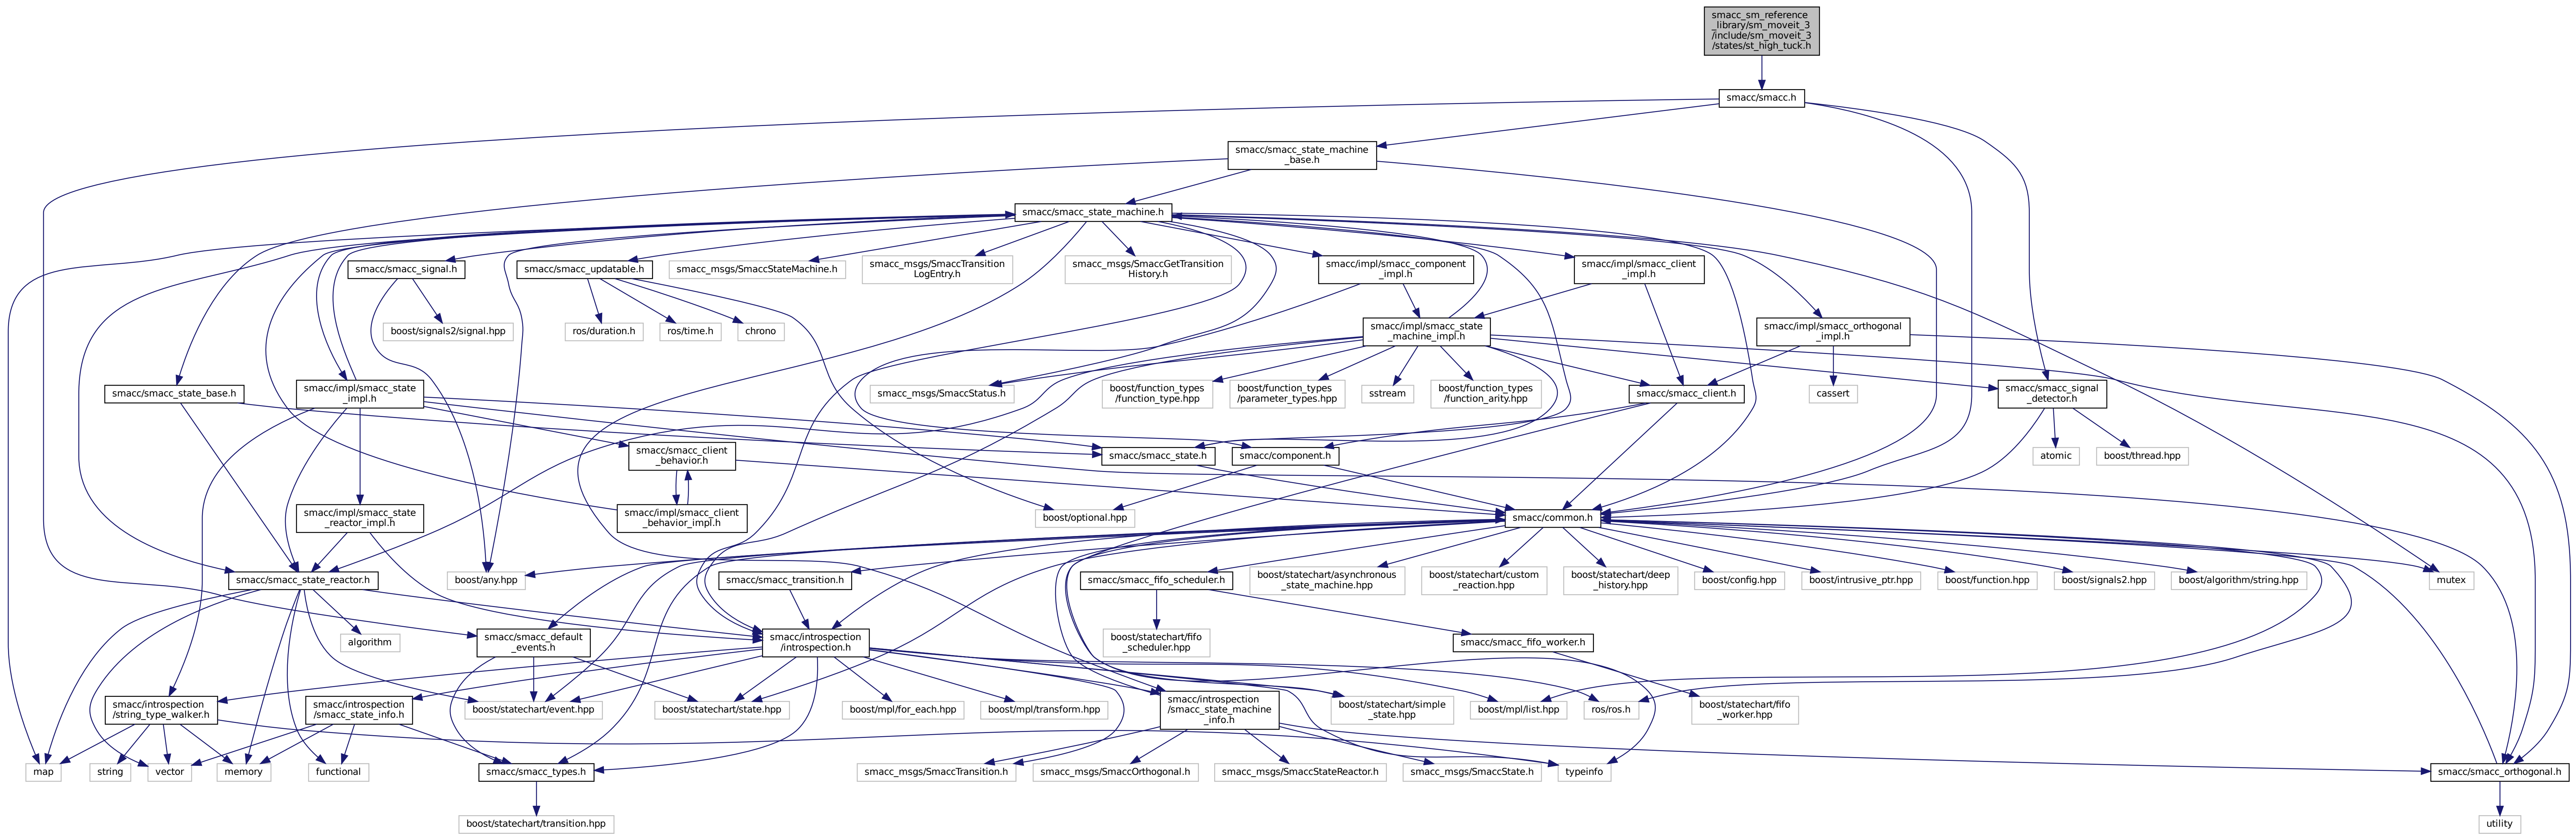 smacc_sm_reference
_library/sm_moveit_3
/include/sm_moveit_3
/states/st_high_tuck.h
smacc/smacc.h
smacc/smacc_state_machine
_base.h
smacc/smacc_state_machine.h
smacc/smacc_signal.h
smacc/smacc_updatable.h
smacc_msgs/SmaccStateMachine.h
smacc_msgs/SmaccTransition
LogEntry.h
smacc_msgs/SmaccGetTransition
History.h
smacc/impl/smacc_component
_impl.h
smacc/impl/smacc_client
_impl.h
boost/signals2/signal.hpp
ros/duration.h
ros/time.h
chrono
smacc/impl/smacc_state
_machine_impl.h
smacc/impl/smacc_orthogonal
_impl.h
smacc/smacc_state_base.h
smacc/impl/smacc_state
_impl.h
smacc_msgs/SmaccStatus.h
boost/function_types
/function_type.hpp
boost/function_types
/parameter_types.hpp
sstream
boost/function_types
/function_arity.hpp
smacc/smacc_client.h
cassert
smacc/smacc_signal
_detector.h
smacc/smacc_client
_behavior.h
smacc/smacc_state.h
smacc/component.h
atomic
boost/thread.hpp
smacc/impl/smacc_state
_reactor_impl.h
smacc/impl/smacc_client
_behavior_impl.h
boost/optional.hpp
smacc/common.h
smacc/smacc_state_reactor.h
boost/any.hpp
smacc/smacc_transition.h
smacc/smacc_fifo_scheduler.h
boost/statechart/asynchronous
_state_machine.hpp
boost/statechart/custom
_reaction.hpp
boost/statechart/deep
_history.hpp
boost/config.hpp
boost/intrusive_ptr.hpp
boost/function.hpp
boost/signals2.hpp
boost/algorithm/string.hpp
mutex
algorithm
smacc/smacc_default
_events.h
smacc/introspection
/introspection.h
boost/statechart/fifo
_scheduler.hpp
smacc/smacc_fifo_worker.h
smacc/introspection
/string_type_walker.h
smacc/introspection
/smacc_state_info.h
boost/statechart/event.hpp
boost/statechart/state.hpp
boost/mpl/for_each.hpp
boost/mpl/transform.hpp
smacc/introspection
/smacc_state_machine
_info.h
boost/statechart/simple
_state.hpp
boost/mpl/list.hpp
ros/ros.h
boost/statechart/fifo
_worker.hpp
map
string
vector
memory
functional
smacc/smacc_types.h
smacc_msgs/SmaccTransition.h
smacc_msgs/SmaccOrthogonal.h
smacc_msgs/SmaccStateReactor.h
smacc_msgs/SmaccState.h
typeinfo
smacc/smacc_orthogonal.h
boost/statechart/transition.hpp
utility